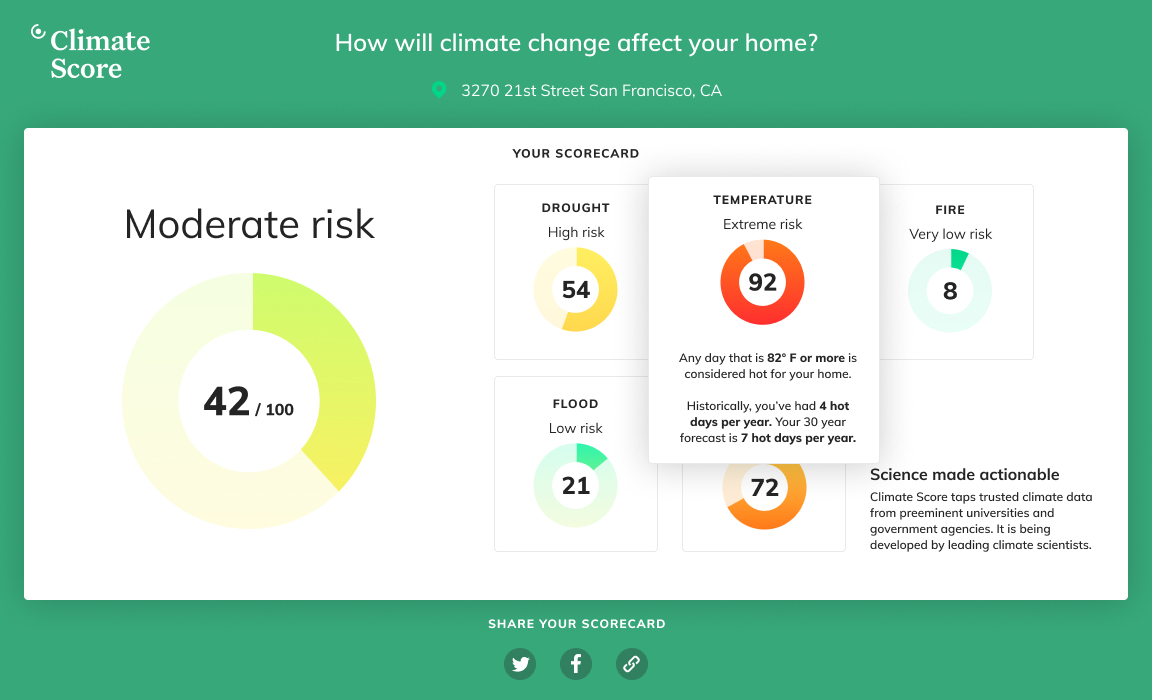 Climate
Score
How will climate change affect your home?
3270 21st Street San Francisco, CA
YOUR SCORECARD
Moderate risk
42 / 100
DROUGHT
High risk
54
TEMPERATURE
Extreme risk
92
Any day that is 82° F or more is
considered hot for your home.
Historically, you’ve had 4 hot
days per year. Your 30 year
forecast is 7 hot days per year.
FIRE
Very low risk
8
FLOOD
Low risk
21
72
Science made actionable
Climate Score taps trusted climate data
from preeminent universities and
government agencies. It is being
developed by leading climate scientists.
SHARE YOUR SCORECARD